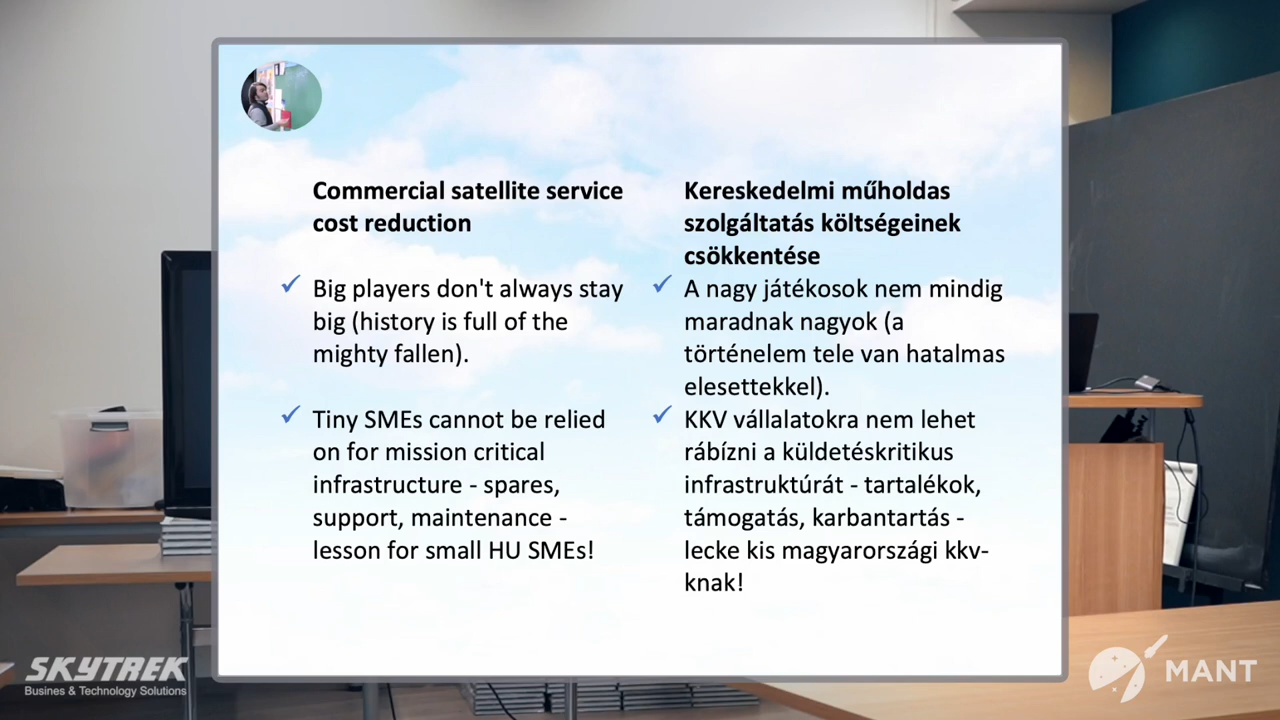 Commercial satellite service
cost reduction
Big players don't always stay
big (history is full of the
mighty fallen).
Tiny SMEs cannot be relied
on for mission critical
infrastructure - spares,
support, maintenance -
lesson for small HU SMEs!
Kereskedelmi műholdas
szolgáltatás költségeinek
csökkentése
A nagy játékosok nem mindig
maradnak nagyok (a
történelem tele van hatalmas
elesettekkel).
KKV vállalatokra nem lehet
rábízni a küldetéskritikus
infrastruktúrát - tartalékok,
támogatás, karbantartás -
lecke kis magyarországi kkv-
knak!
SKYTREK
Busines & Technology Solutions
MANT